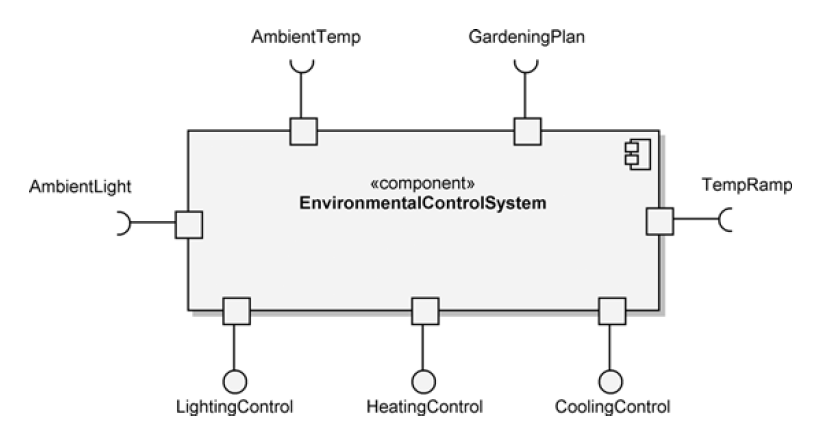 AmbientTemp
GardeningPlan
AmbientLight
«component»
EnvironmentalControlSystem
TempRamp
LightingControl
HeatingControl
CoolingControl